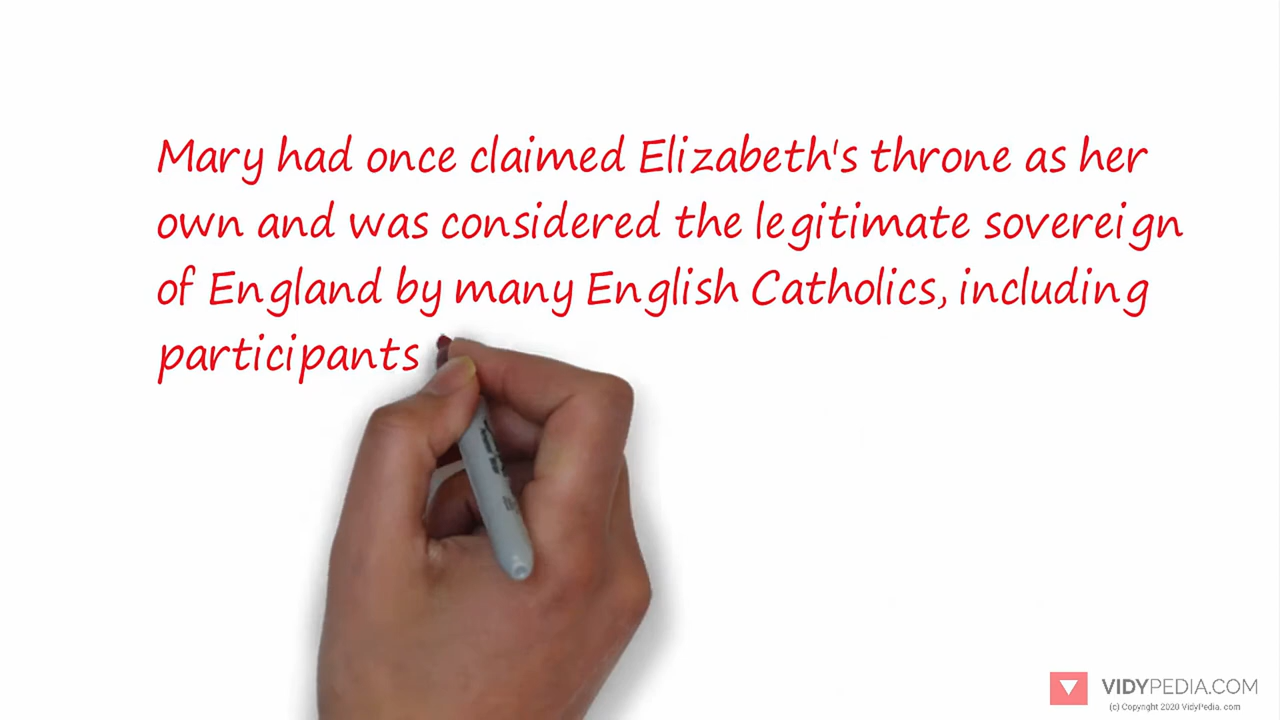 Mary had once claimed Elizabeth's throne as her
own and was considered the legitimate sovereign
of England by many English Catholics, including
participants
VIDYPEDIA.COM
(c) Copyright 2020 VidyPedia. com